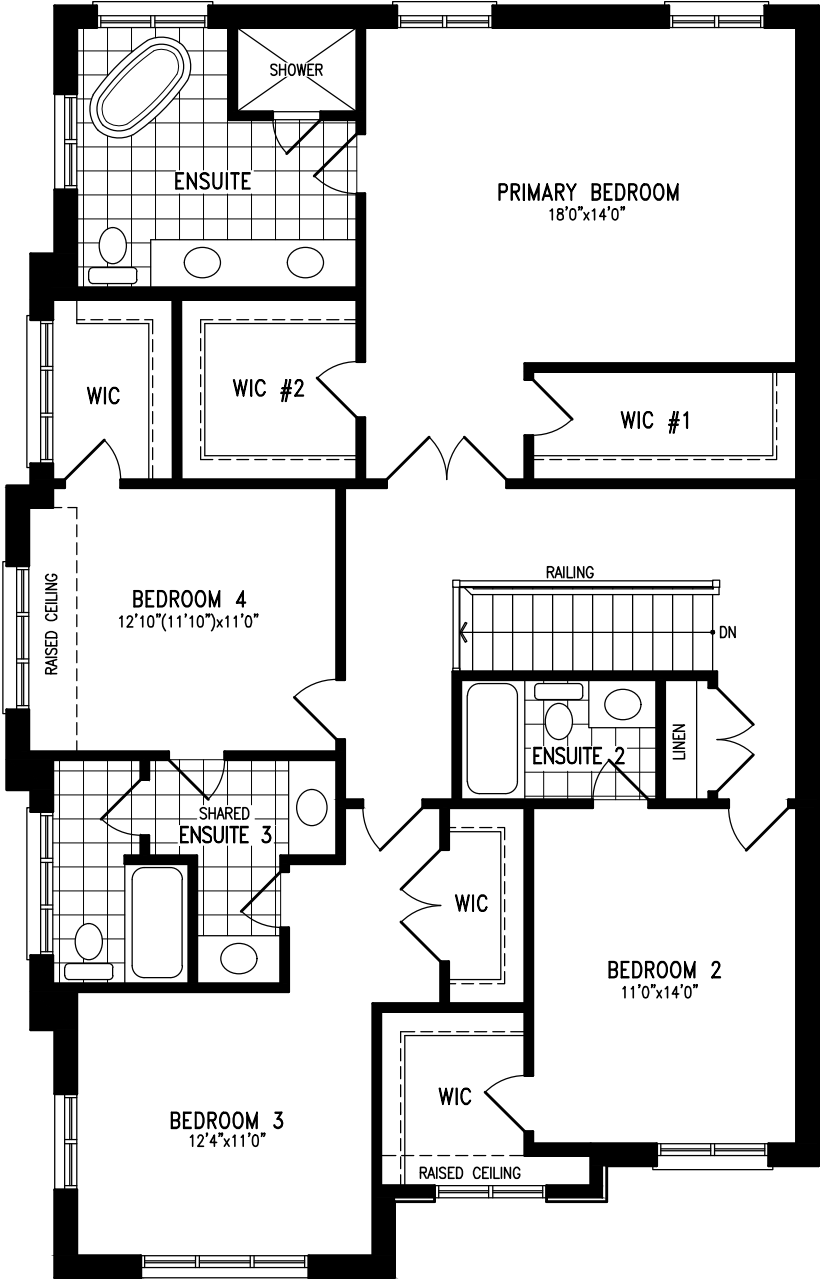 SHOWER
ENSUITE
PRIMARY BEDROOM
18'0"x14'0"
WIC
WIC #2
WIC #1
RAILING
DN
RAISED CEILING
BEDROOM 4
12'10"(11'10")x11'0"
ENSUITE 2
LINEN
SHARED
ENSUITE 3
WIC
BEDROOM 2
11'0"x14'0"
WIC
BEDROOM 3
12'4"x11'0"
RAISED CEILING